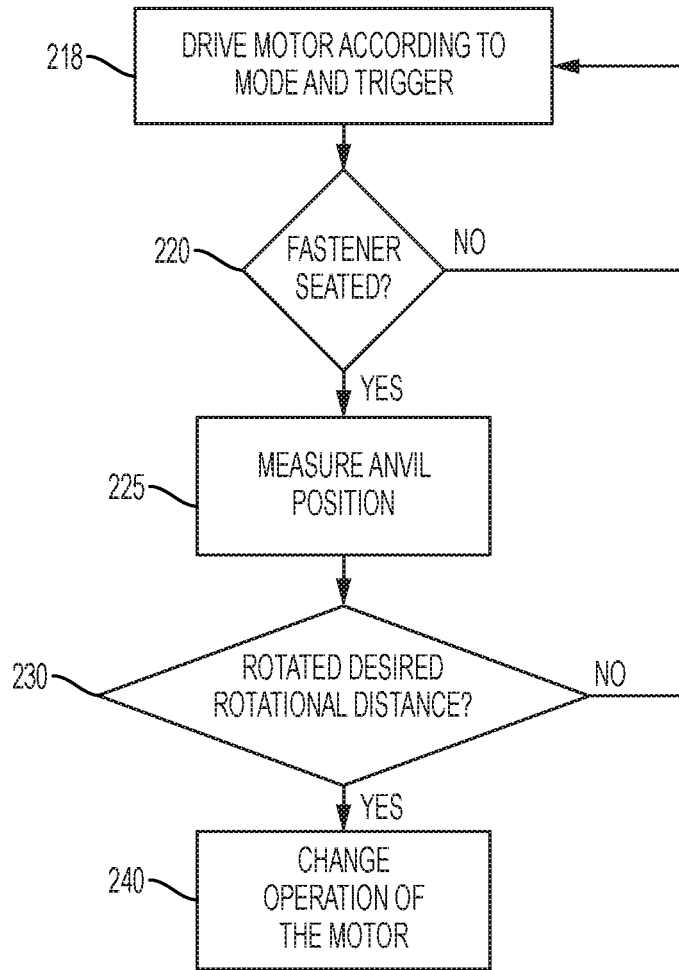 218
DRIVE MOTOR ACCORDING TO
MODE AND TRIGGER
220
FASTENER
SEATED?
NO
YES
225
MEASURE ANVIL
POSITION
230
ROTATED DESIRED
ROTATIONAL DISTANCE?
NO
YES
240
CHANGE
OPERATION OF
THE MOTOR